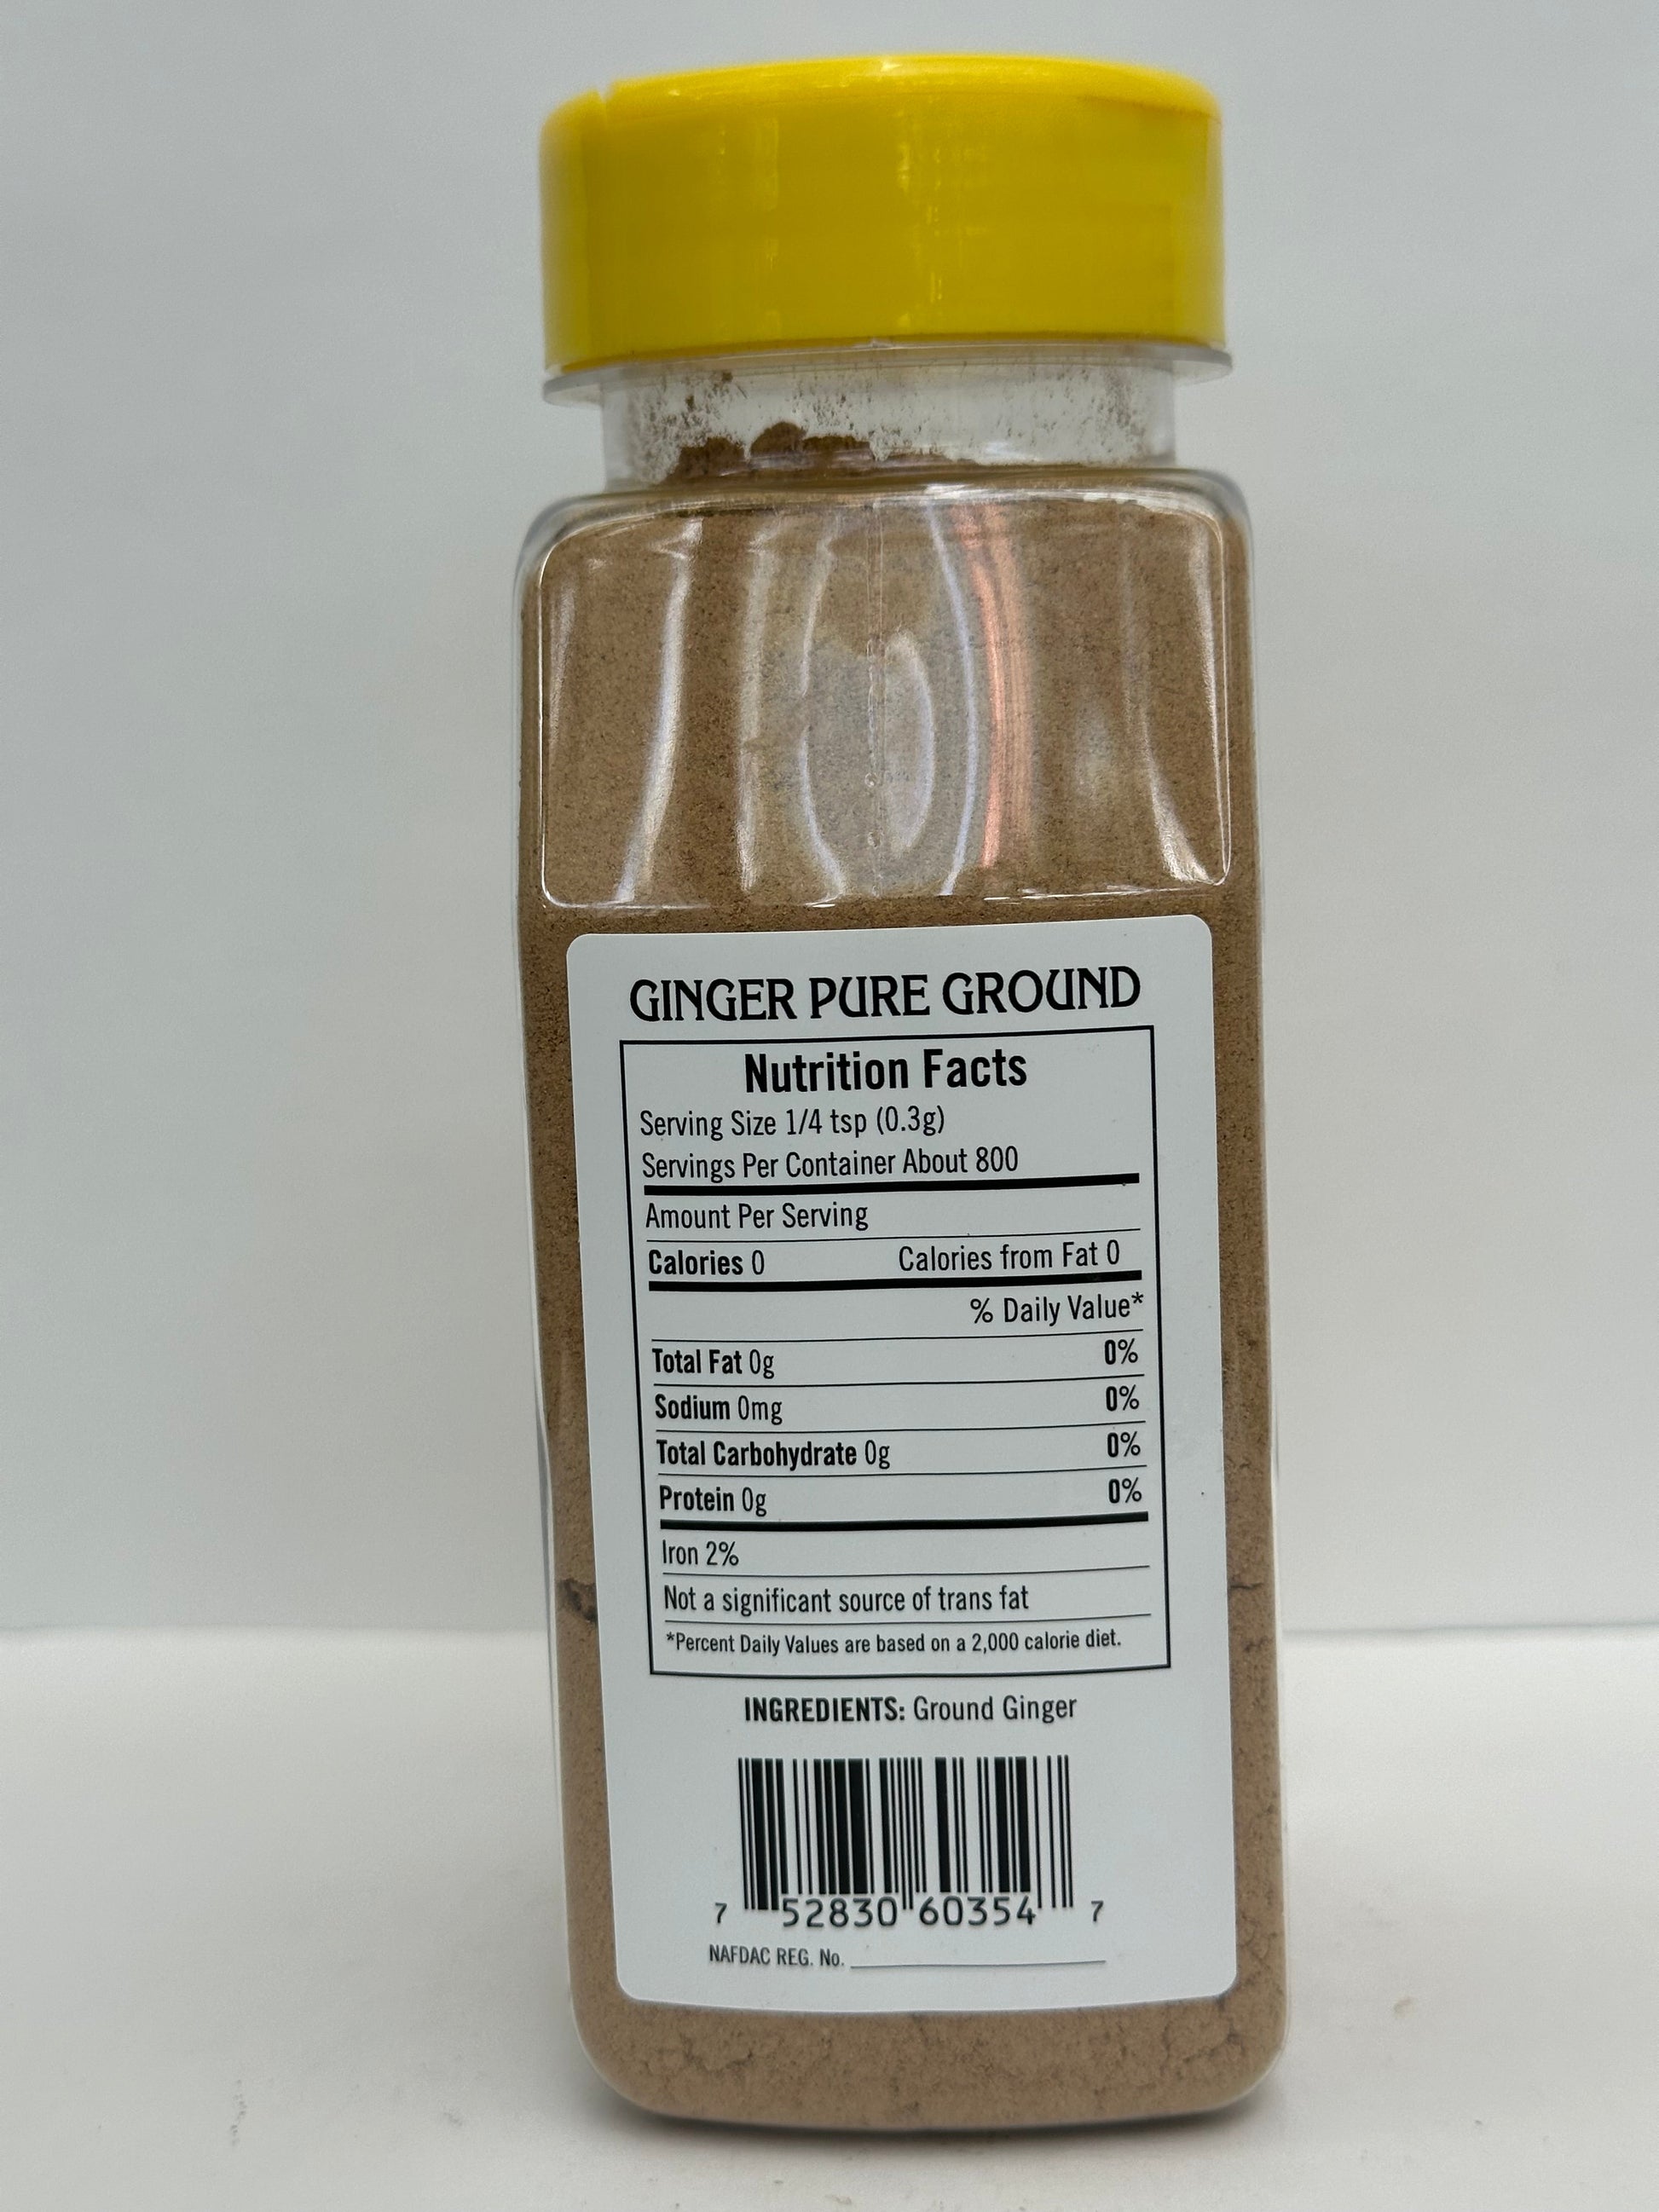 GINGER PURE GROUND
Nutrition Facts
Serving Size 1/4 tsp (0.3g)
Servings Per Container About 800
Amount Per Serving
Calories 0 Calories from Fat 0
% Daily Value*
Total Fat 0g 0%
Sodium 0mg 0%
Total Carbohydrate 0g 0%
Protein 0g 0%
Iron 2%
Not a significant source of trans fat
*Percent Daily Values are based on a 2,000 calorie diet.
INGREDIENTS: Ground Ginger
7 52830 60354 7
NAFDAC REG. No.